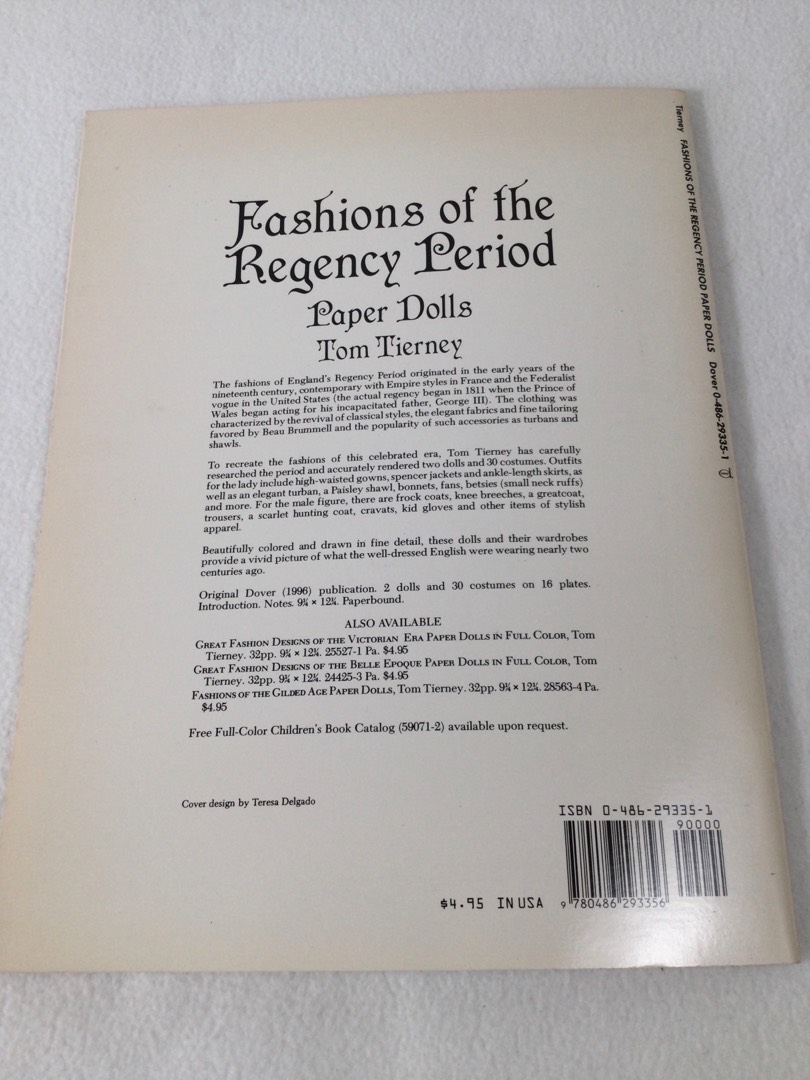 Fashions of the
Regency Period
Paper Dolls
Tom Tierney
The fashions of England's Regency Period originated in the early years of the
nineteenth century, contemporary with Empire styles in France and the Federalist
vogue in the United States (the actual regency began in 1811 when the Prince of
Wales began acting for his incapacitated father, George III). The clothing was
characterized by the revival of classical styles, the elegant fabrics and fine tailoring
favored by Beau Brummell and the popularity of such accessories as turbans and
shawls.
To recreate the fashions of this celebrated era, Tom Tierney has carefully
researched the period and accurately rendered two dolls and 30 costumes. Outfits
for the lady include high-waisted gowns, spencer jackets and ankle-length skirts, as
well as an elegant turban, a Paisley shawl, bonnets, fans, betsies (small neck ruffs)
and more. For the male figure, there are frock coats, knee breeches, a greatcoat,
trousers, a scarlet hunting coat, cravats, kid gloves and other items of stylish
apparel.
Beautifully colored and drawn in fine detail, these dolls and their wardrobes
provide a vivid picture of what the well-dressed English were wearing nearly two
centuries ago.
Original Dover (1996) publication. 2 dolls and 30 costumes on 16 plates.
Introduction. Notes. 9¼ × 12¼. Paperbound.
ALSO AVAILABLE
GREAT FASHION DESIGNS OF THE VICTORIAN ERA PAPER DOLLS IN FULL COLOR, Tom
Tierney. 32pp. 9¼ × 12¼. 25527-1 Pa. $4.95
GREAT FASHION DESIGNS OF THE BELLE EPOQUE PAPER DOLLS IN FULL COLOR, Tom
Tierney. 32pp. 9¼ × 12¼. 24425-3 Pa. $4.95
FASHIONS OF THE GILDED AGE PAPER DOLLS, Tom Tierney. 32pp. 9¼ × 12¼. 28563-4 Pa.
$4.95
Free Full-Color Children's Book Catalog (59071-2) available upon request.
Cover design by Teresa Delgado
ISBN 0-486-29335-1
90000
$4.95 IN USA
9 780486 293356
Tierney FASHIONS OF THE REGENCY PERIOD PAPER DOLLS Dover 0-486-29335-1